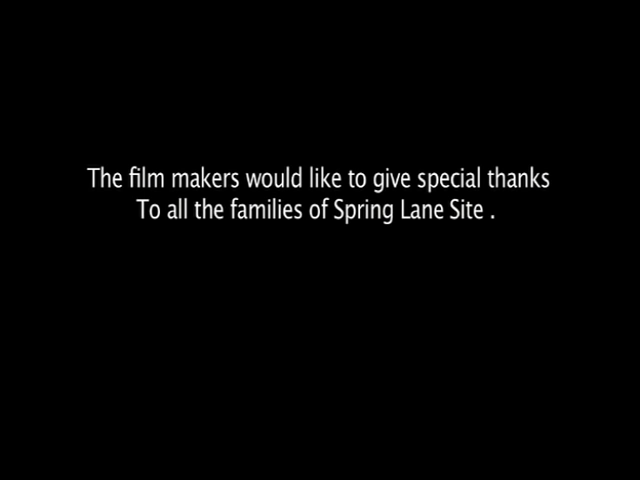 The film makers would like to give special thanks
To all the families of Spring Lane Site .